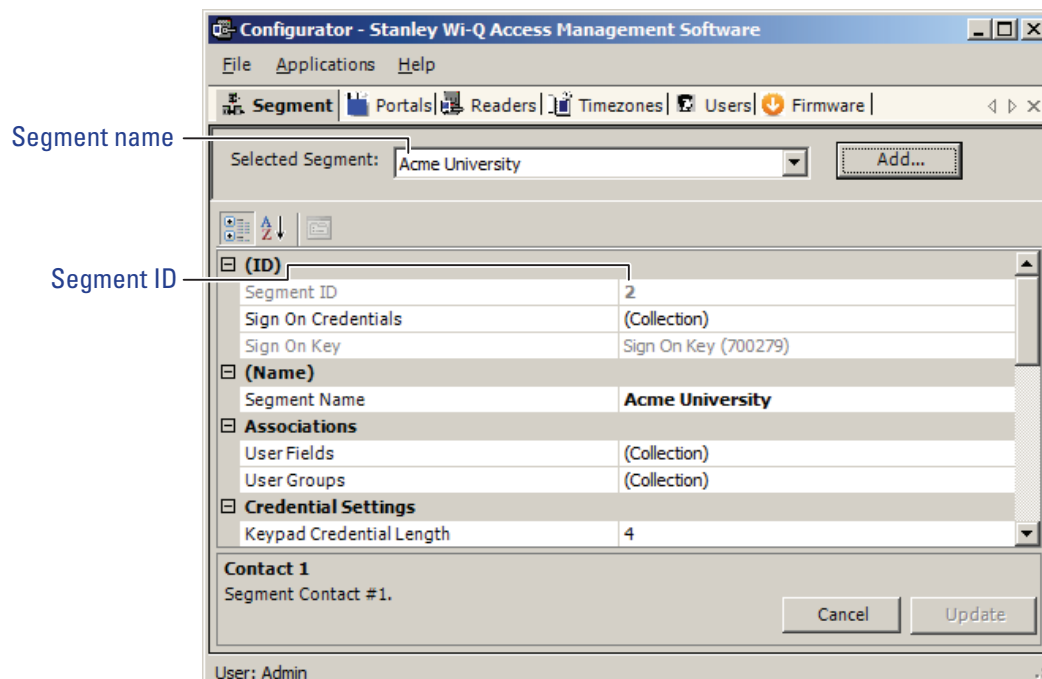 Configurator - Stanley Wi-Q Access Management Software
File Applications Help
Segment Portals Readers Timezones Users Firmware
Segment name
Selected Segment: Acme University Add...
A
Z
(ID)
Segment ID
Segment ID 2
Sign On Credentials (Collection)
Sign On Key Sign On Key (700279)
(Name)
Segment Name Acme University
Associations
User Fields (Collection)
User Groups (Collection)
Credential Settings
Keypad Credential Length 4
Contact 1
Segment Contact #1.
Cancel Update
User: Admin